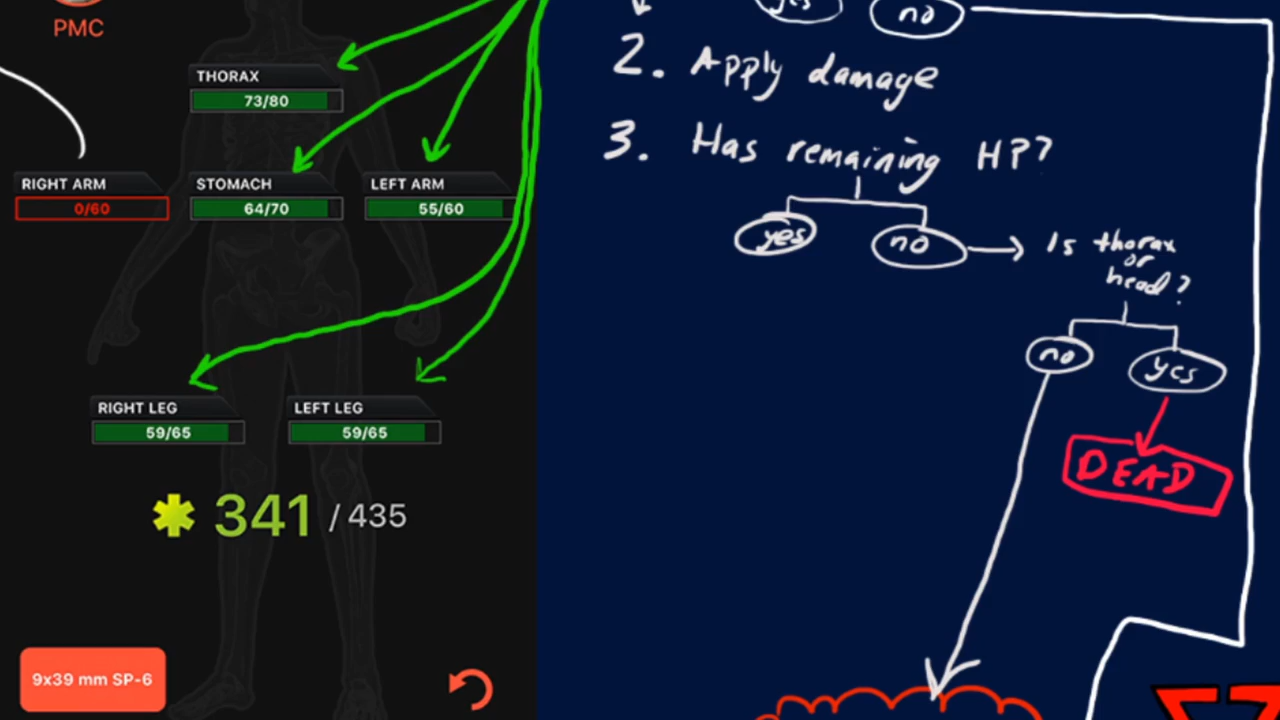 PMC
THORAX
73/80
RIGHT ARM
0/60
STOMACH
64/70
LEFT ARM
55/60
RIGHT LEG
59/65
LEFT LEG
59/65
341 / 435
9x39 mm SP-6
yes
no
2. Apply damage
3. Has remaining HP?
yes
no
Is thorax
or
head?
no
yes
DEAD